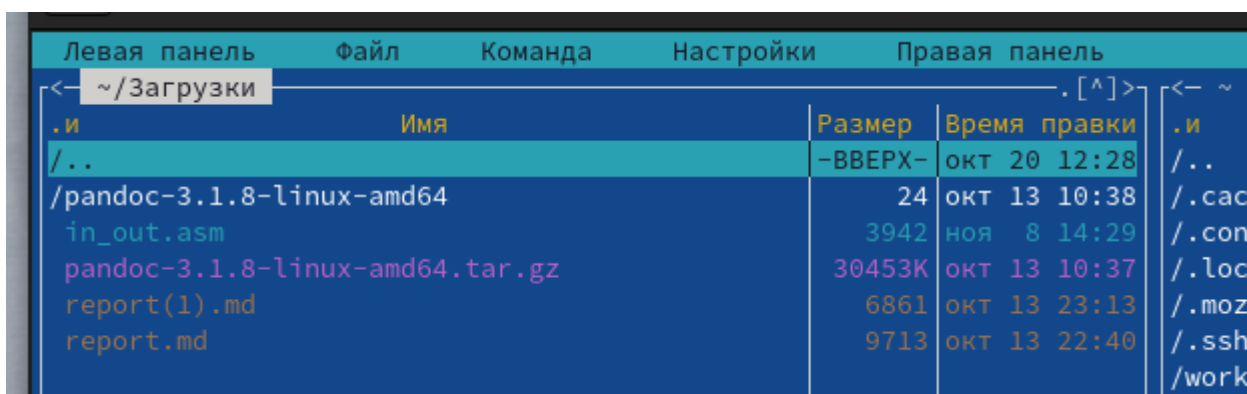 Левая панель Файл Команда Настройки Правая панель
<- ~/Загрузки .[^]> <- ~
.и Имя Размер Время правки .и
/.. -ВВЕРХ- окт 20 12:28 /..
/pandoc-3.1.8-linux-amd64 24 окт 13 10:38 /.cac
in_out.asm 3942 ноя 8 14:29 /.con
pandoc-3.1.8-linux-amd64.tar.gz 30453K окт 13 10:37 /.loc
report(1).md 6861 окт 13 23:13 /.moz
report.md 9713 окт 13 22:40 /.ssh
/work